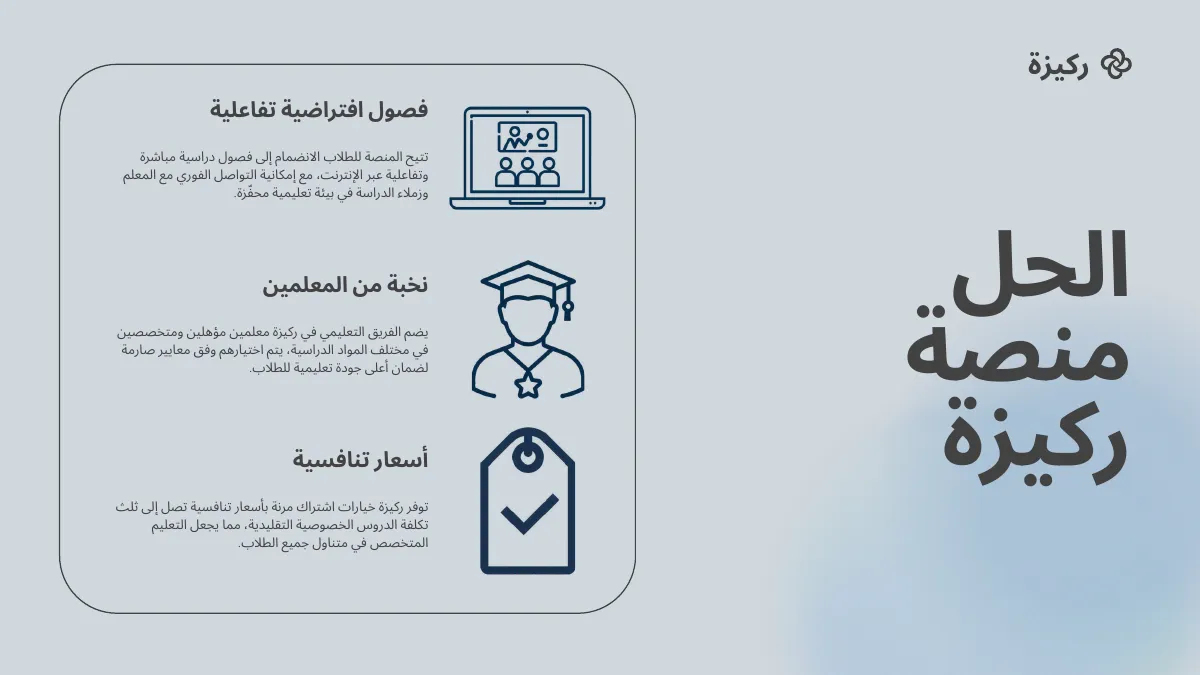 ركيزة
الحل
منصة
ركيزة
فصول افتراضية تفاعلية
تتيح المنصة للطلاب الانضمام إلى فصول دراسية مباشرة
وتفاعلية عبر الإنترنت، مع إمكانية التواصل الفوري مع المعلم
وزملاء الدراسة في بيئة تعليمية محفّزة.
نخبة من المعلمين
يضم الفريق التعليمي في ركيزة معلمين مؤهلين ومتخصصين
في مختلف المواد الدراسية، يتم اختيارهم وفق معايير صارمة
لضمان أعلى جودة تعليمية للطلاب.
أسعار تنافسية
توفر ركيزة خيارات اشتراك مرنة بأسعار تنافسية تصل إلى ثلث
تكلفة الدروس الخصوصية التقليدية، مما يجعل التعليم
المتخصص في متناول جميع الطلاب.